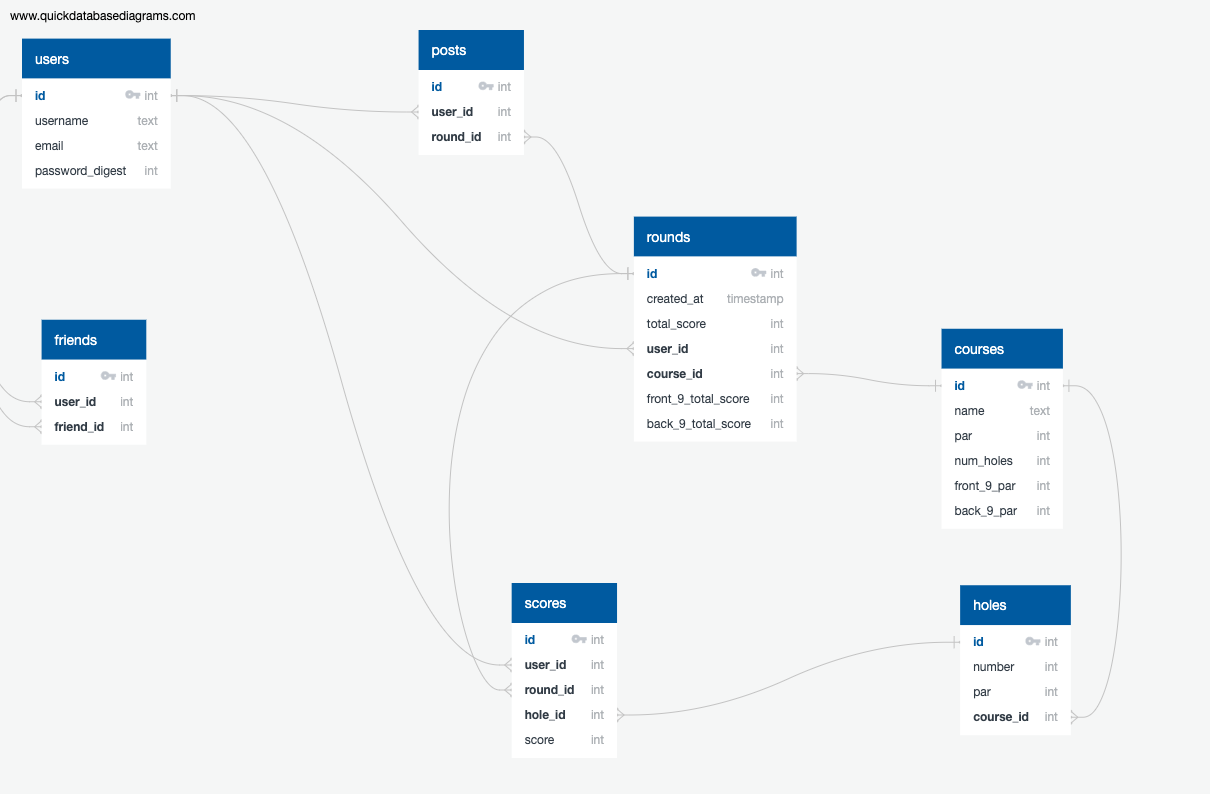 www.quickdatabasediagrams.com
users
id int
username text
email text
password_digest int
posts
id int
user_id int
round_id int
rounds
id int
created_at timestamp
total_score int
user_id int
course_id int
front_9_total_score int
back_9_total_score int
friends
id int
user_id int
friend_id int
courses
id int
name text
par int
num_holes int
front_9_par int
back_9_par int
scores
id int
user_id int
round_id int
hole_id int
score int
holes
id int
number int
par int
course_id int